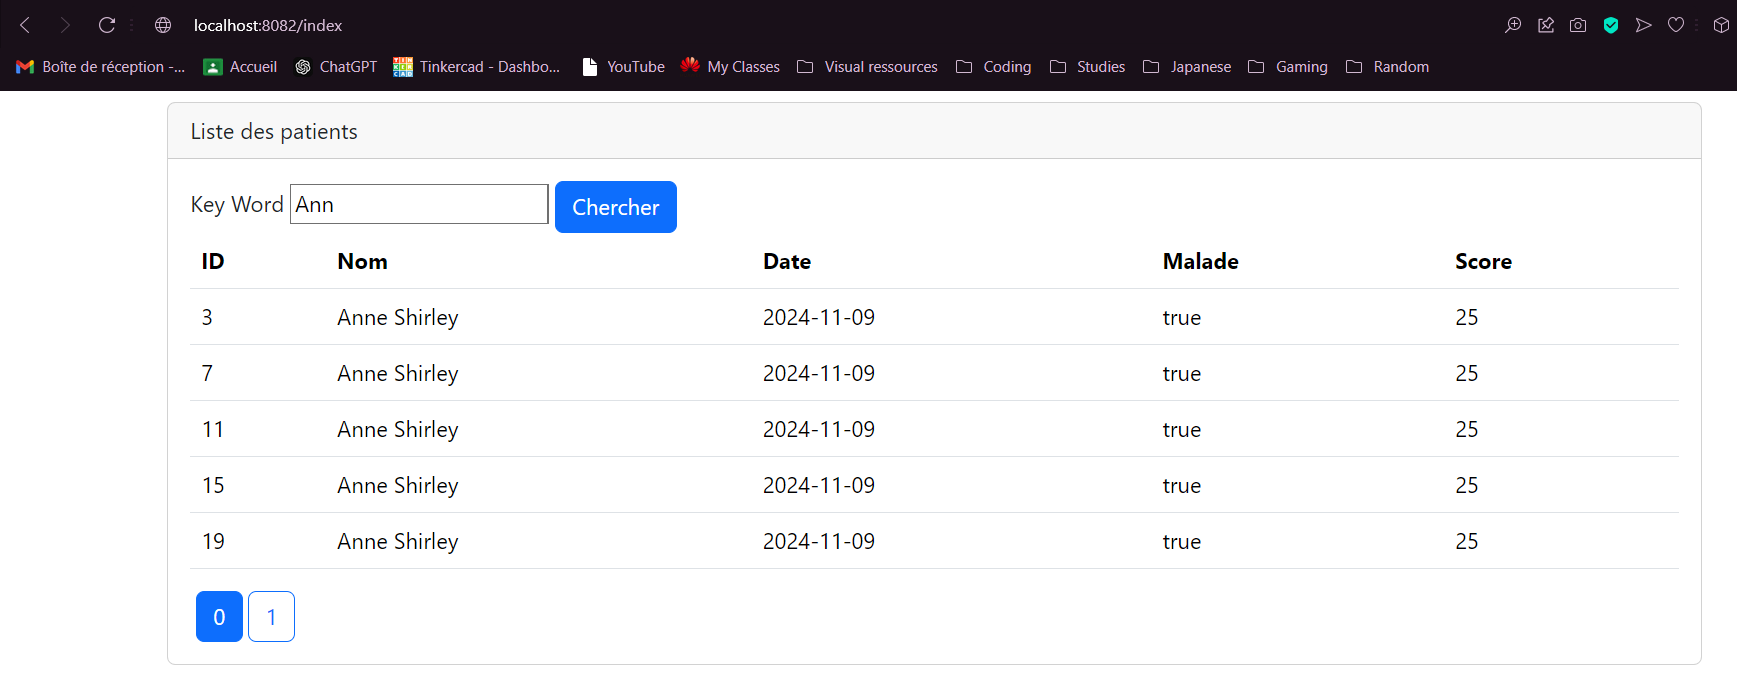 localhost:8082/index
Boîte de réception -... Accueil ChatGPT Tinkercad - Dashbo... YouTube My Classes Visual ressources Coding Studies Japanese Gaming Random
Liste des patients
Key Word Ann Chercher
ID Nom Date Malade Score
3 Anne Shirley 2024-11-09 true 25
7 Anne Shirley 2024-11-09 true 25
11 Anne Shirley 2024-11-09 true 25
15 Anne Shirley 2024-11-09 true 25
19 Anne Shirley 2024-11-09 true 25
0 1